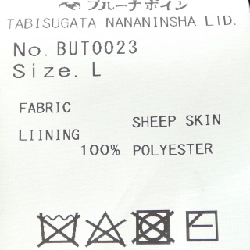 ブルーナボイン
TABISUGATA NANANINSHA LTD.
No. BUT0023
Size. L
FABRIC
SHEEP SKIN
LIINING
100% POLYESTER